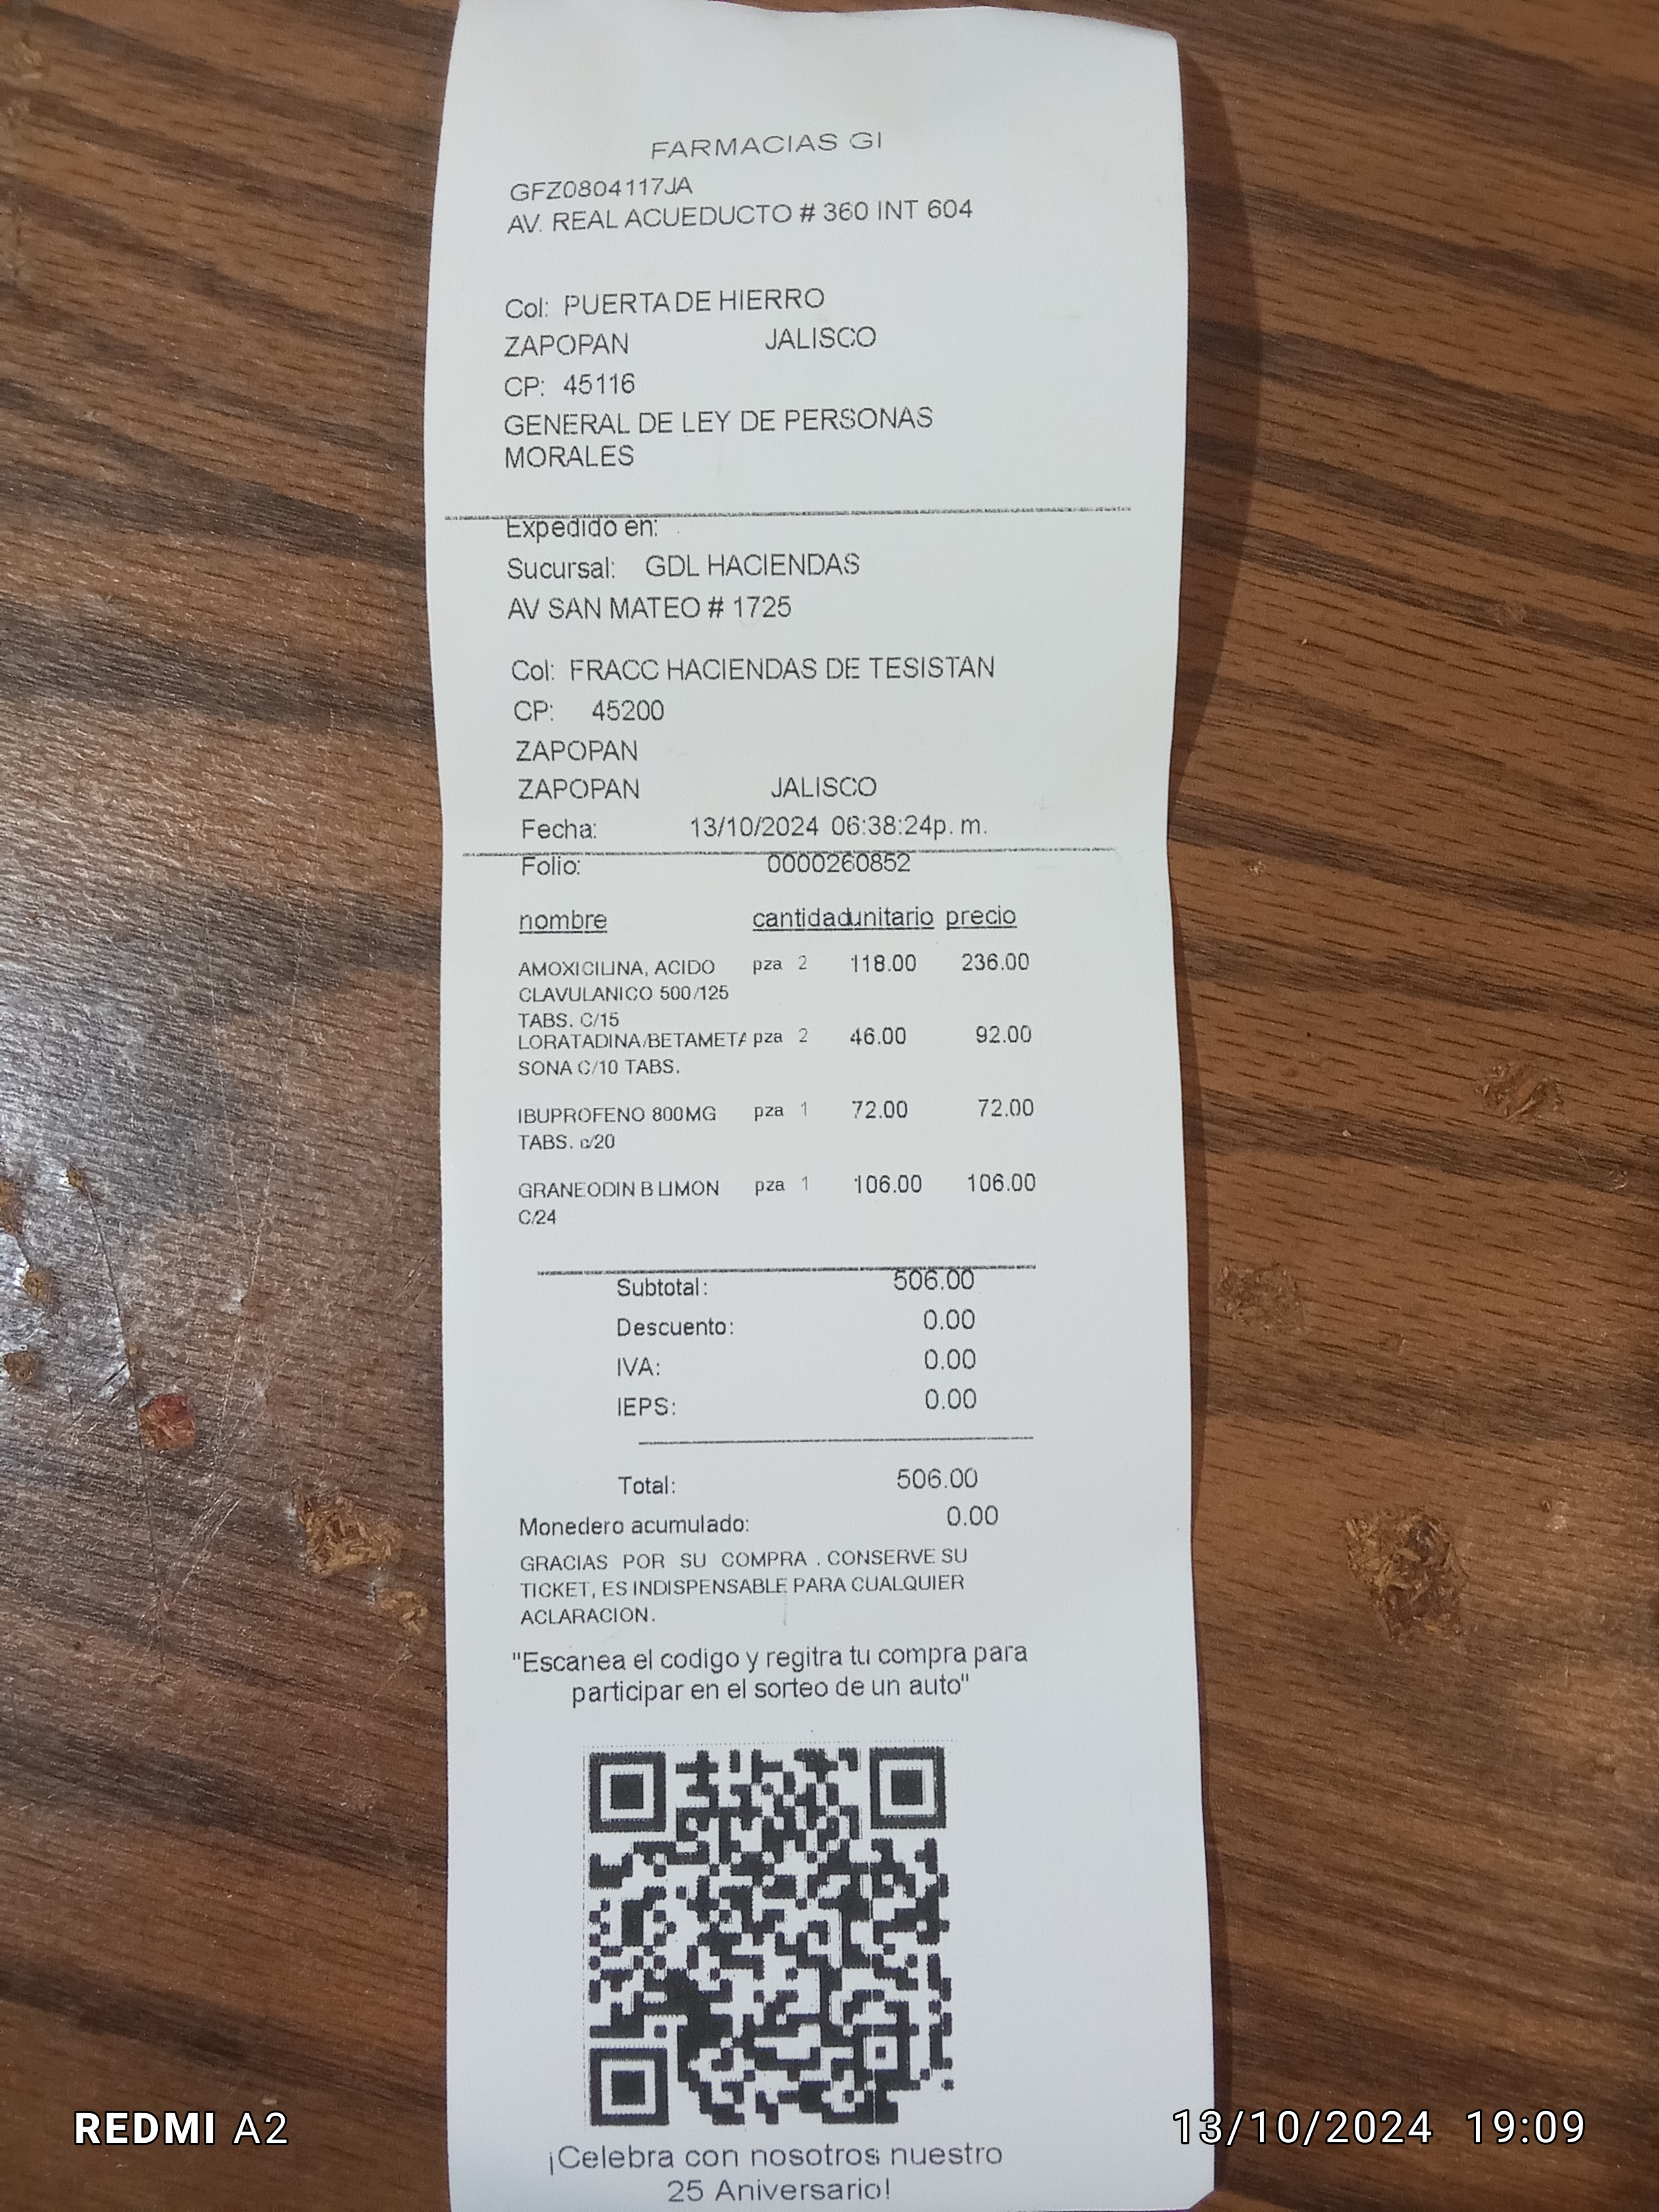 FARMACIAS GI
GFZ0804117JA
AV. REAL ACUEDUCTO # 360 INT 604
Col: PUERTA DE HIERRO
ZAPOPAN JALISCO
CP: 45116
GENERAL DE LEY DE PERSONAS
MORALES
Expedido en:
Sucursal: GDL HACIENDAS
AV SAN MATEO # 1725
Col: FRACC HACIENDAS DE TESISTAN
CP: 45200
ZAPOPAN
ZAPOPAN JALISCO
Fecha: 13/10/2024 06:38:24p. m.
Folio: 0000260852
nombre cantidad unitario precio
AMOXICILINA, ACIDO pza 2 118.00 236.00
CLAVULANICO 500/125
TABS. C/15
LORATADINA/BETAMETA pza 2 46.00 92.00
SONA C/10 TABS.
IBUPROFENO 800MG pza 1 72.00 72.00
TABS. c/20
GRANEODIN B LIMON pza 1 106.00 106.00
C/24
Subtotal: 506.00
Descuento: 0.00
IVA: 0.00
IEPS: 0.00
Total: 506.00
Monedero acumulado: 0.00
GRACIAS POR SU COMPRA . CONSERVE SU
TICKET, ES INDISPENSABLE PARA CUALQUIER
ACLARACION.
"Escanea el codigo y regitra tu compra para
participar en el sorteo de un auto"
¡Celebra con nosotros nuestro
25 Aniversario!
REDMI A2
13/10/2024 19:09